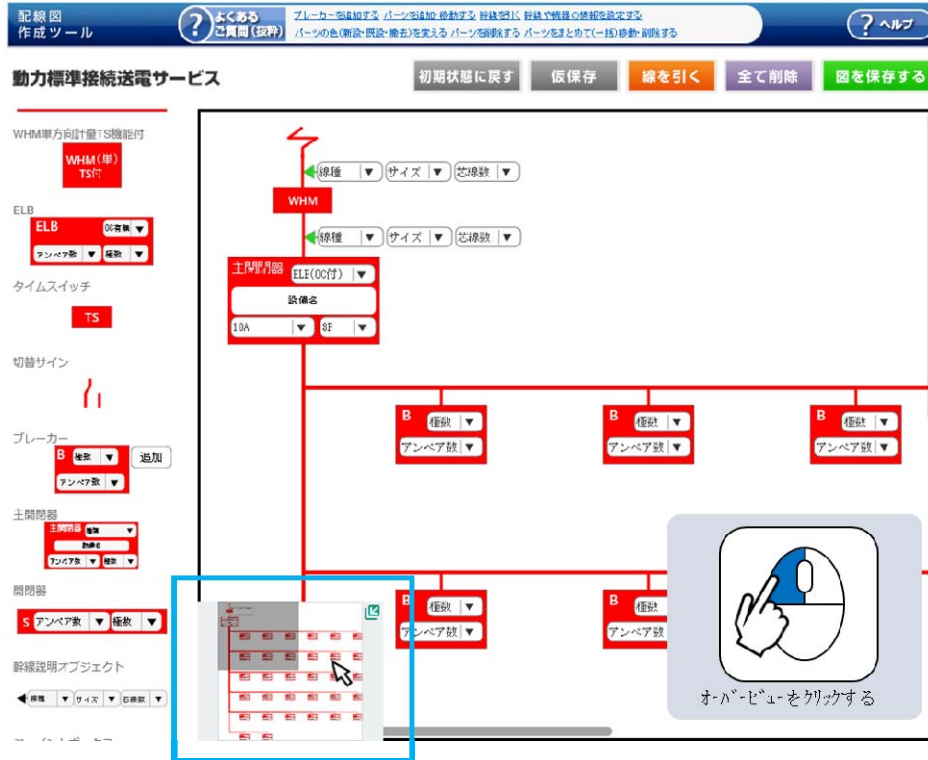 配線図
作成ツール
?
よくある
ご質問(抜粋)
ブレーカーを追加する パーツを追加・移動する 幹線を引く 幹線や機器の情報を設定する
パーツの色(新設・既設・撤去)を変える パーツを削除する パーツをまとめて(一括)移動・削除する
? ヘルプ
動力標準接続送電サービス
初期状態に戻す
仮保存
線を引く
全て削除
図を保存する
WHM単方向計量TS機能付
WHM(単)
TS付
ELB
ELB OC有無 ▼
アンペア数 ▼ 極数 ▼
タイムスイッチ
TS
切替サイン
ブレーカー
B 極数 ▼ 追加
アンペア数 ▼
主開閉器
主開閉器 種類 ▼
設備名
アンペア数 ▼ 極数 ▼
開閉器
S アンペア数 ▼ 極数 ▼
幹線説明オブジェクト
線種 ▼ サイズ ▼ 芯線数 ▼
線種 ▼ サイズ ▼ 芯線数 ▼
WHM
線種 ▼ サイズ ▼ 芯線数 ▼
主開閉器 ELB(OC付) ▼
設備名
10A ▼ 3P ▼
B 極数 ▼
アンペア数 ▼
B 極数 ▼
アンペア数 ▼
B 極数 ▼
アンペア数 ▼
B 極数 ▼
アンペア数 ▼
B 極数
アンペア数
オーバービューをクリックする